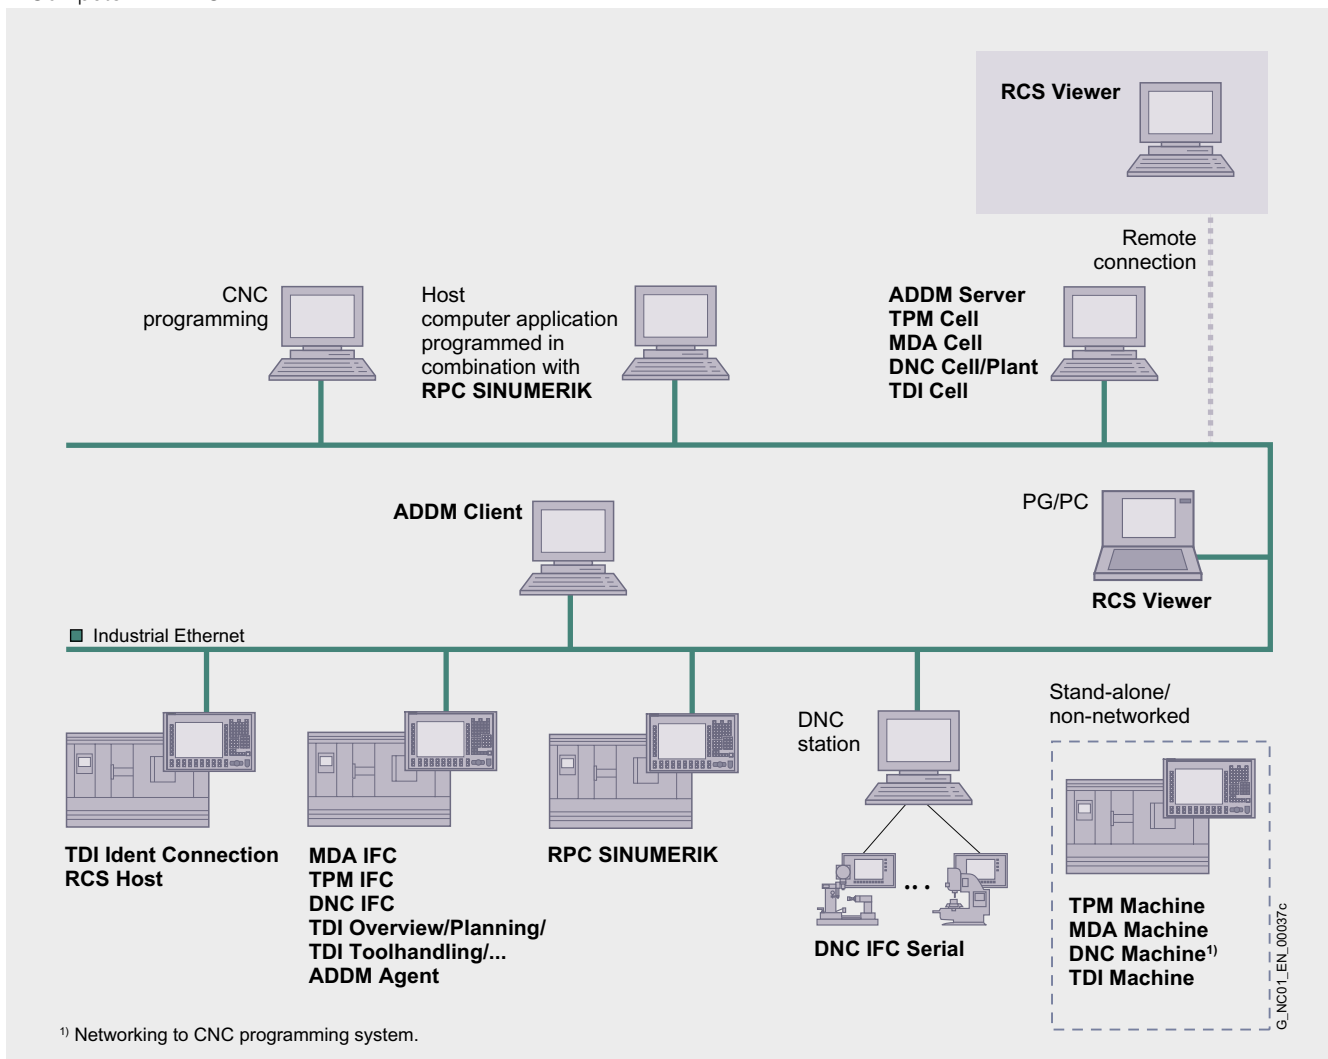 RCS Viewer
Remote
connection
CNC
programming
Host
computer application
programmed in
combination with
RPC SINUMERIK
ADDM Server
TPM Cell
MDA Cell
DNC Cell/Plant
TDI Cell
ADDM Client
PG/PC
RCS Viewer
Industrial Ethernet
TDI Ident Connection
RCS Host
MDA IFC
TPM IFC
DNC IFC
TDI Overview/Planning/
TDI Toolhandling/...
ADDM Agent
RPC SINUMERIK
DNC
station
...
DNC IFC Serial
Stand-alone/
non-networked
TPM Machine
MDA Machine
DNC Machine¹⁾
TDI Machine
G_NC01_EN_00037c
¹⁾ Networking to CNC programming system.